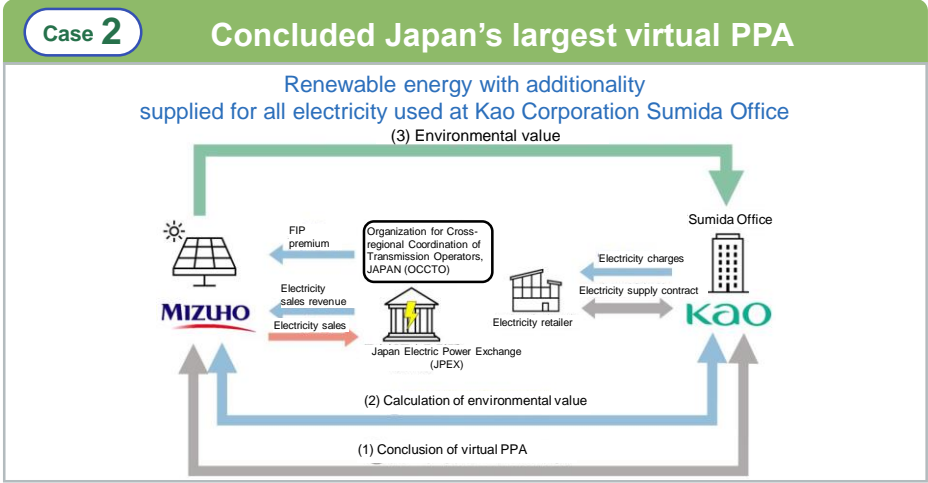 Case 2
Concluded Japan's largest virtual PPA
Renewable energy with additionality
supplied for all electricity used at Kao Corporation Sumida Office
(3) Environmental value
Sumida Office
FIP
premium
Organization for Cross-
regional Coordination of
Transmission Operators,
JAPAN (OCCTO)
Electricity charges
Electricity
sales revenue
Electricity supply contract
MIZUHO
Kao
Electricity sales
Electricity retailer
Japan Electric Power Exchange
(JPEX)
(2) Calculation of environmental value
(1) Conclusion of virtual PPA